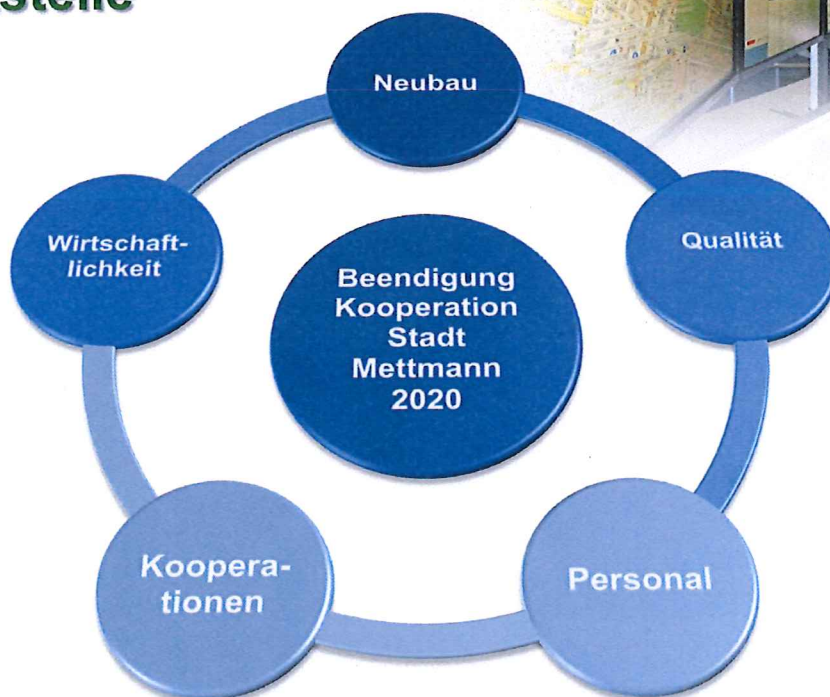 Neubau
Qualität
Personal
Koopera-
tionen
Wirtschaft-
lichkeit
Beendigung
Kooperation
Stadt
Mettmann
2020